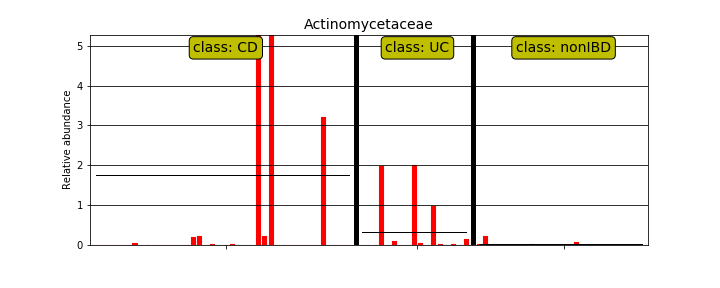 Actinomycetaceae
class: CD
class: UC
class: nonIBD
Relative abundance
5
4
3
2
1
0